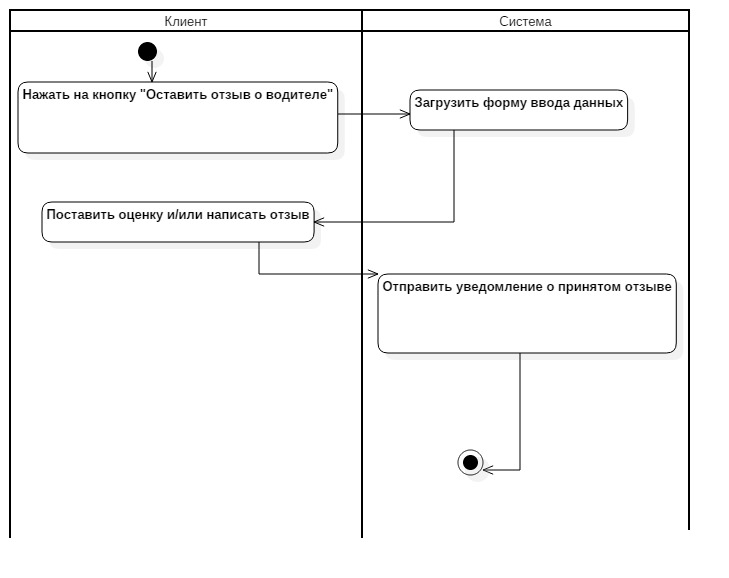 Клиент
Система
Нажать на кнопку "Оставить отзыв о водителе"
Загрузить форму ввода данных
Поставить оценку и/или написать отзыв
Отправить уведомление о принятом отзыве